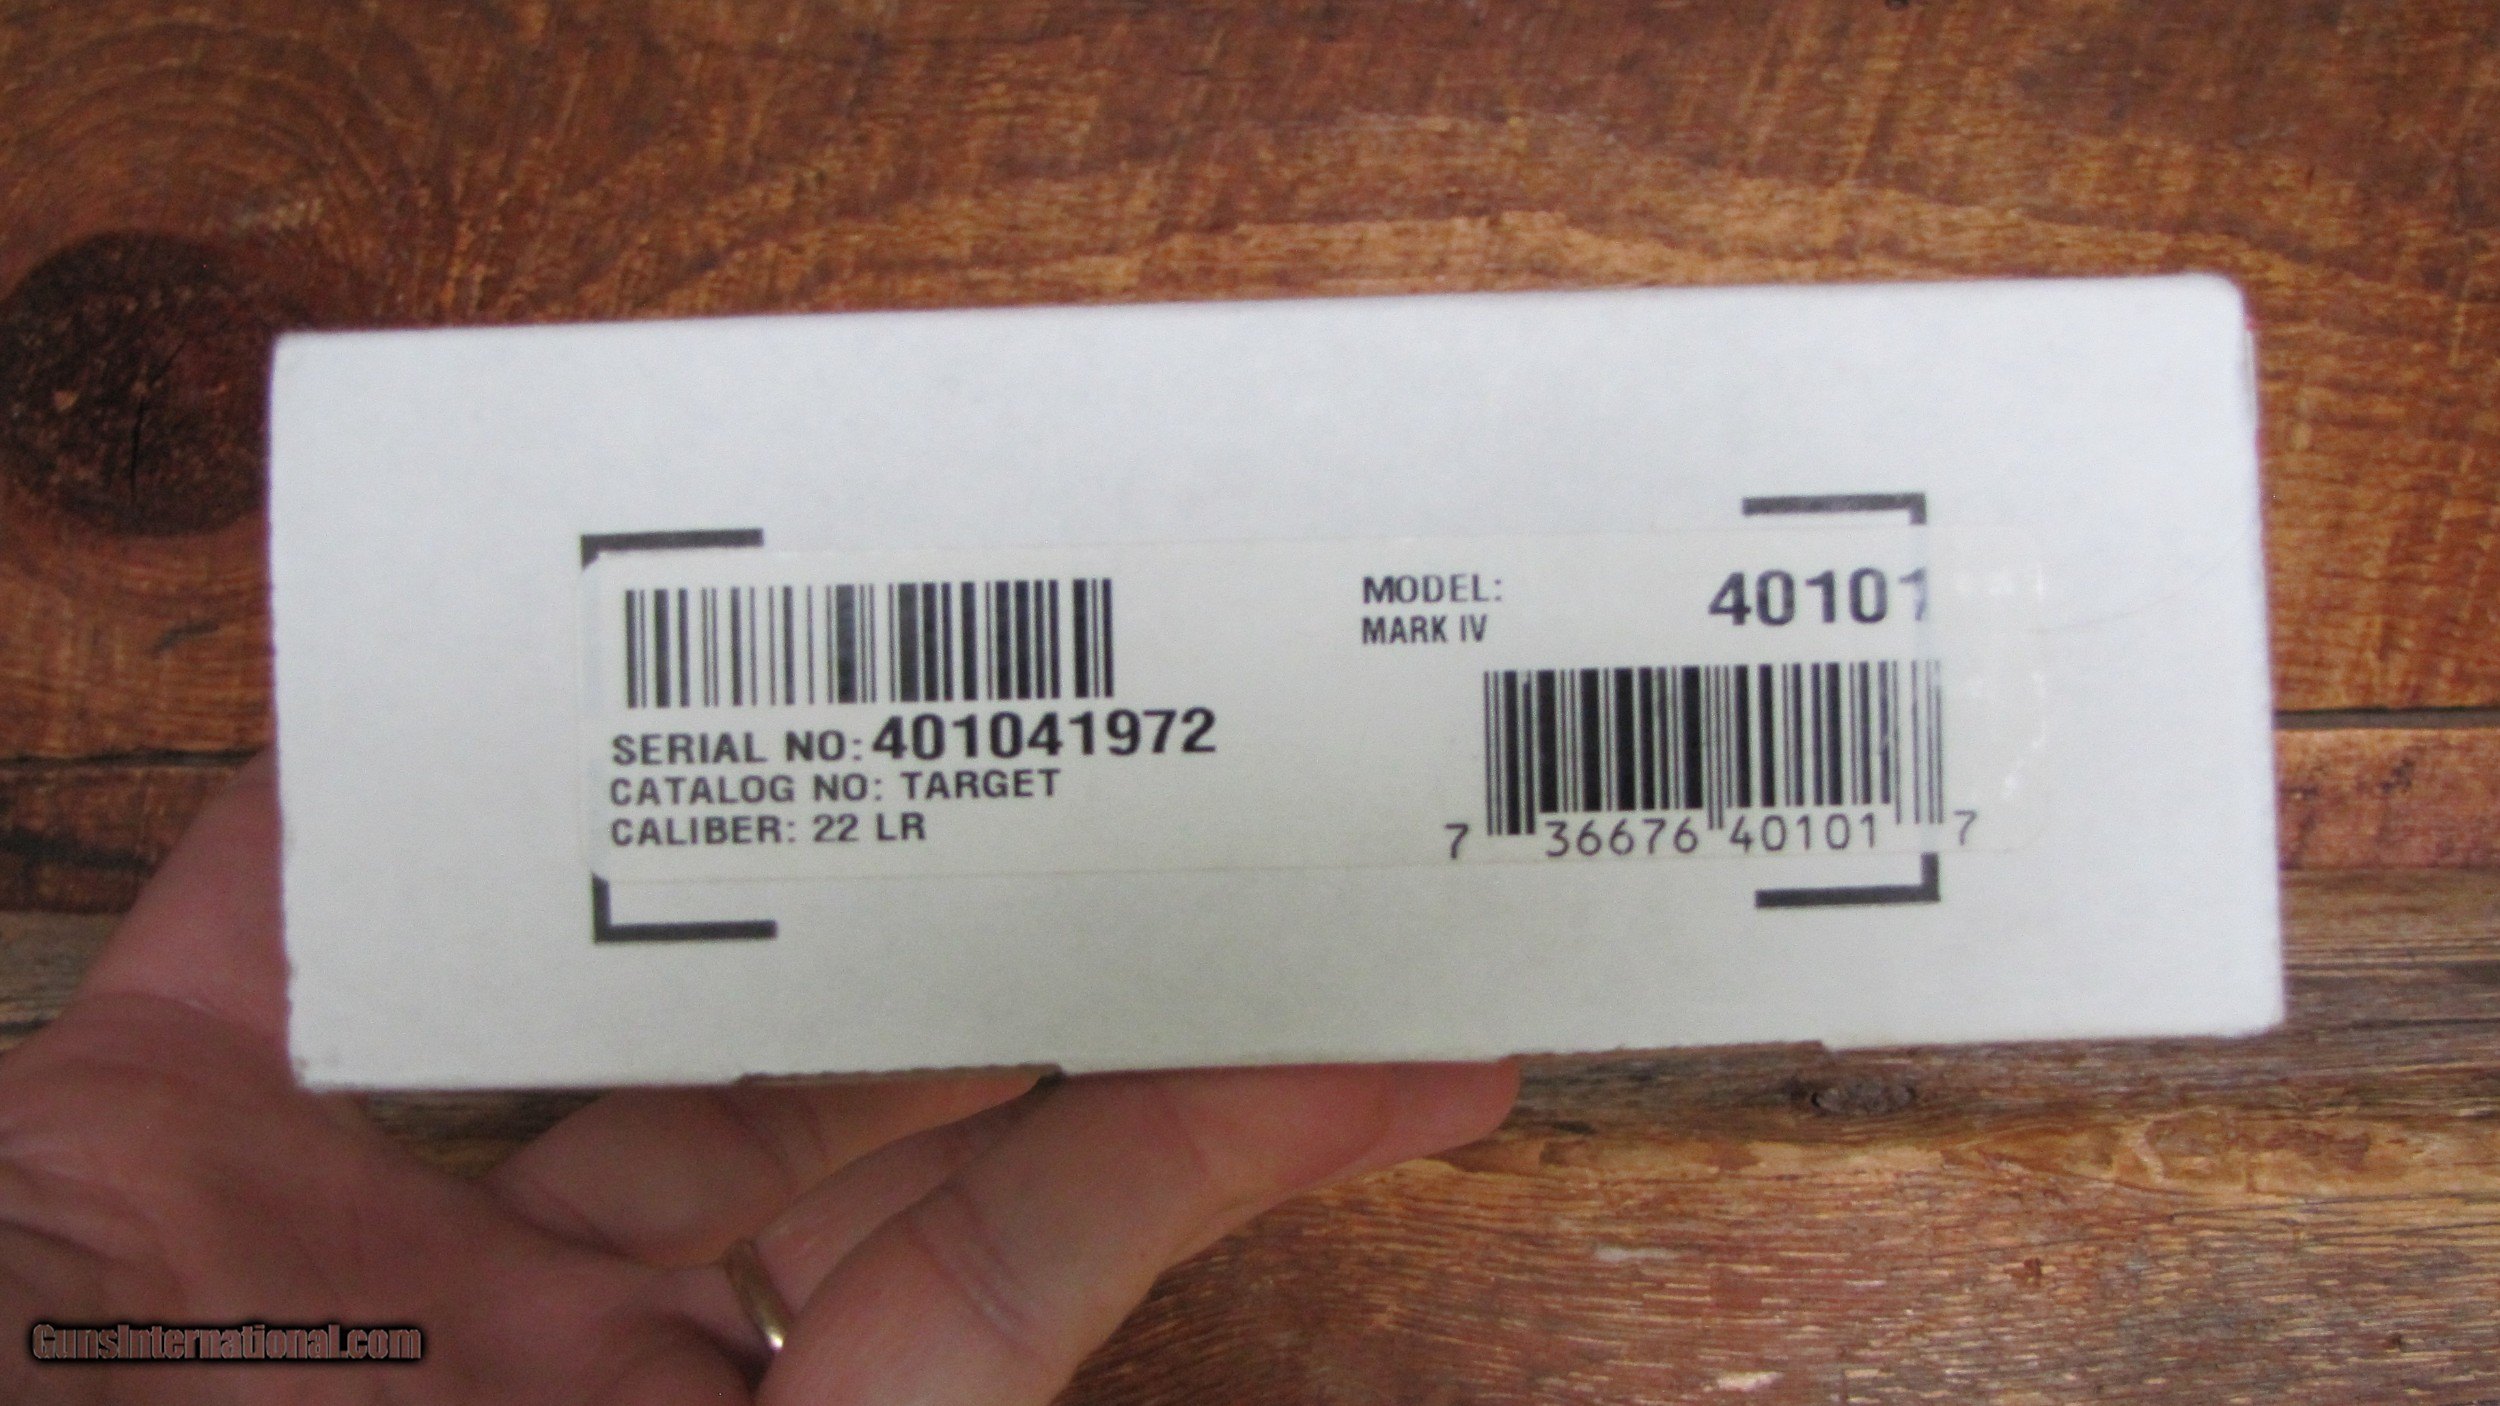 MODEL: 40101
MARK IV
SERIAL NO: 401041972
CATALOG NO: TARGET
CALIBER: 22 LR
7 36676 40101 7
GunsInternational.com